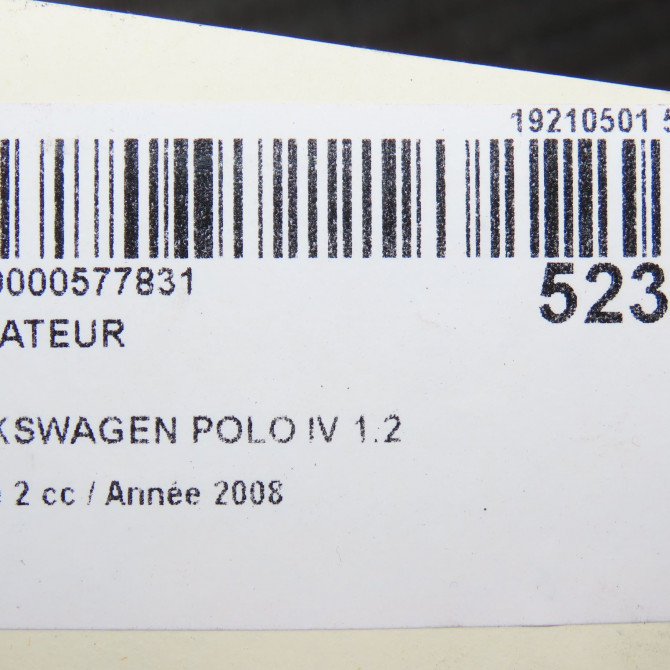 19210501 5
0000577831
523
ATEUR
KSWAGEN POLO IV 1.2
e 2 cc / Année 2008